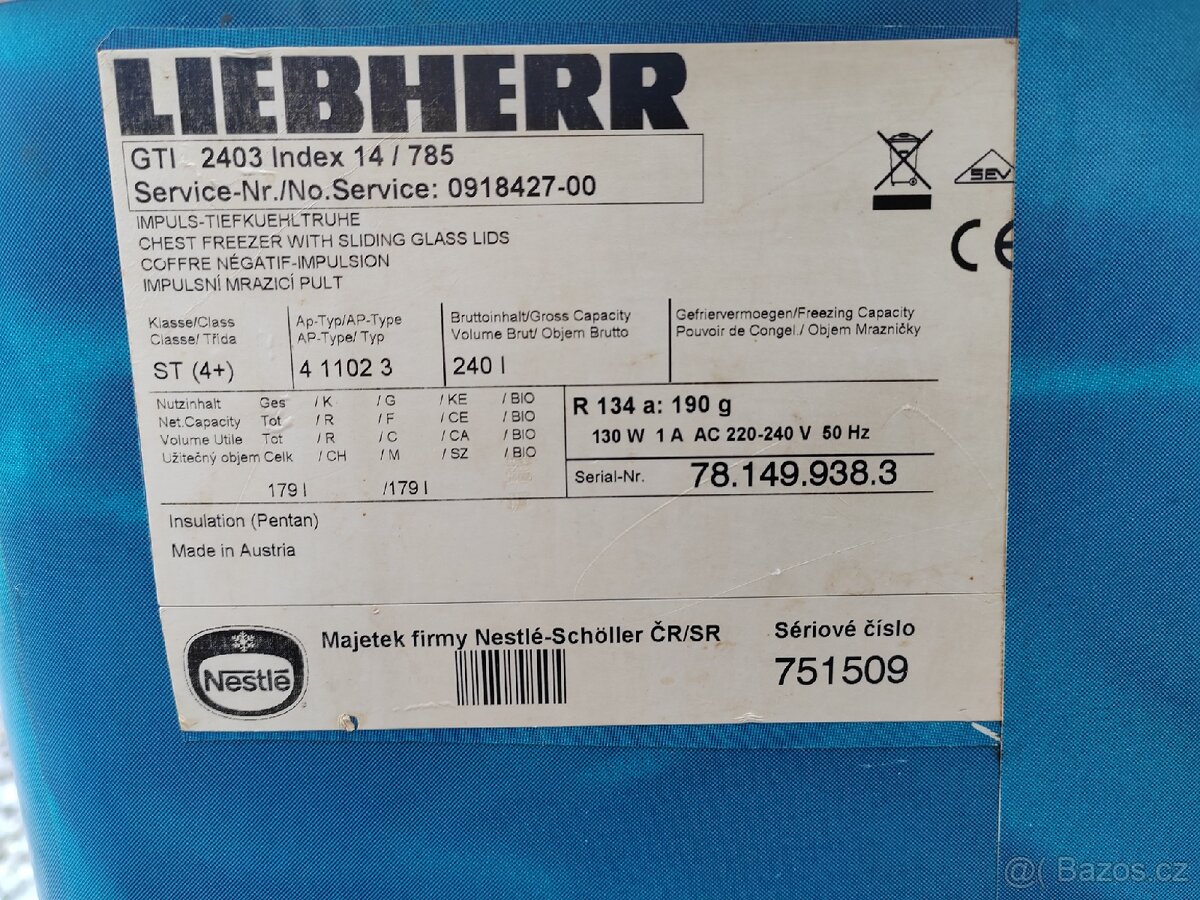 LIEBHERR
GTI 2403 Index 14 / 785
Service-Nr./No.Service: 0918427-00
IMPULS-TIEFKUEHLTRUHE
CHEST FREEZER WITH SLIDING GLASS LIDS
COFFRE NÉGATIF-IMPULSION
IMPULSNÍ MRAZICÍ PULT
SEV
CE
Klasse/Class
Classe/ Třída
ST (4+)
Ap-Typ/AP-Type
AP-Type/ Typ
4 1102 3
Bruttoinhalt/Gross Capacity
Volume Brut/ Objem Brutto
240 l
Gefriervermoegen/Freezing Capacity
Pouvoir de Congel./ Objem Mrazničky
Nutzinhalt Ges / K / G / KE / BIO
Net.Capacity Tot / R / F / CE / BIO
Volume Utile Tot / R / C / CA / BIO
Užitečný objem Celk / CH / M / SZ / BIO
179 l /179 l
R 134 a: 190 g
130 W 1 A AC 220-240 V 50 Hz
Serial-Nr. 78.149.938.3
Insulation (Pentan)
Made in Austria
Nestlé
Majetek firmy Nestlé-Schöller ČR/SR
Sériové číslo
751509
@( Bazos.cz